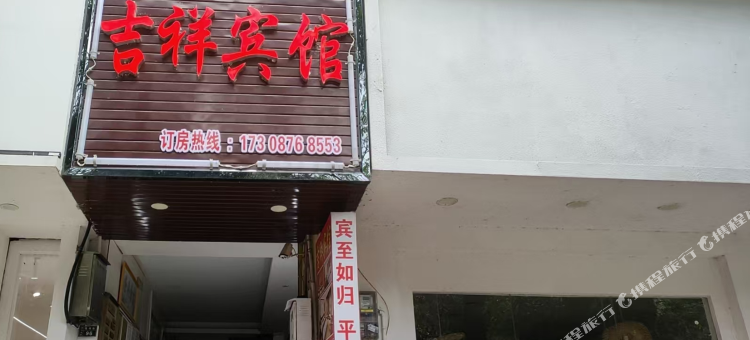 吉祥宾馆
订房热线：173 0876 8553
宾至如归 平
携程旅行
携程旅行